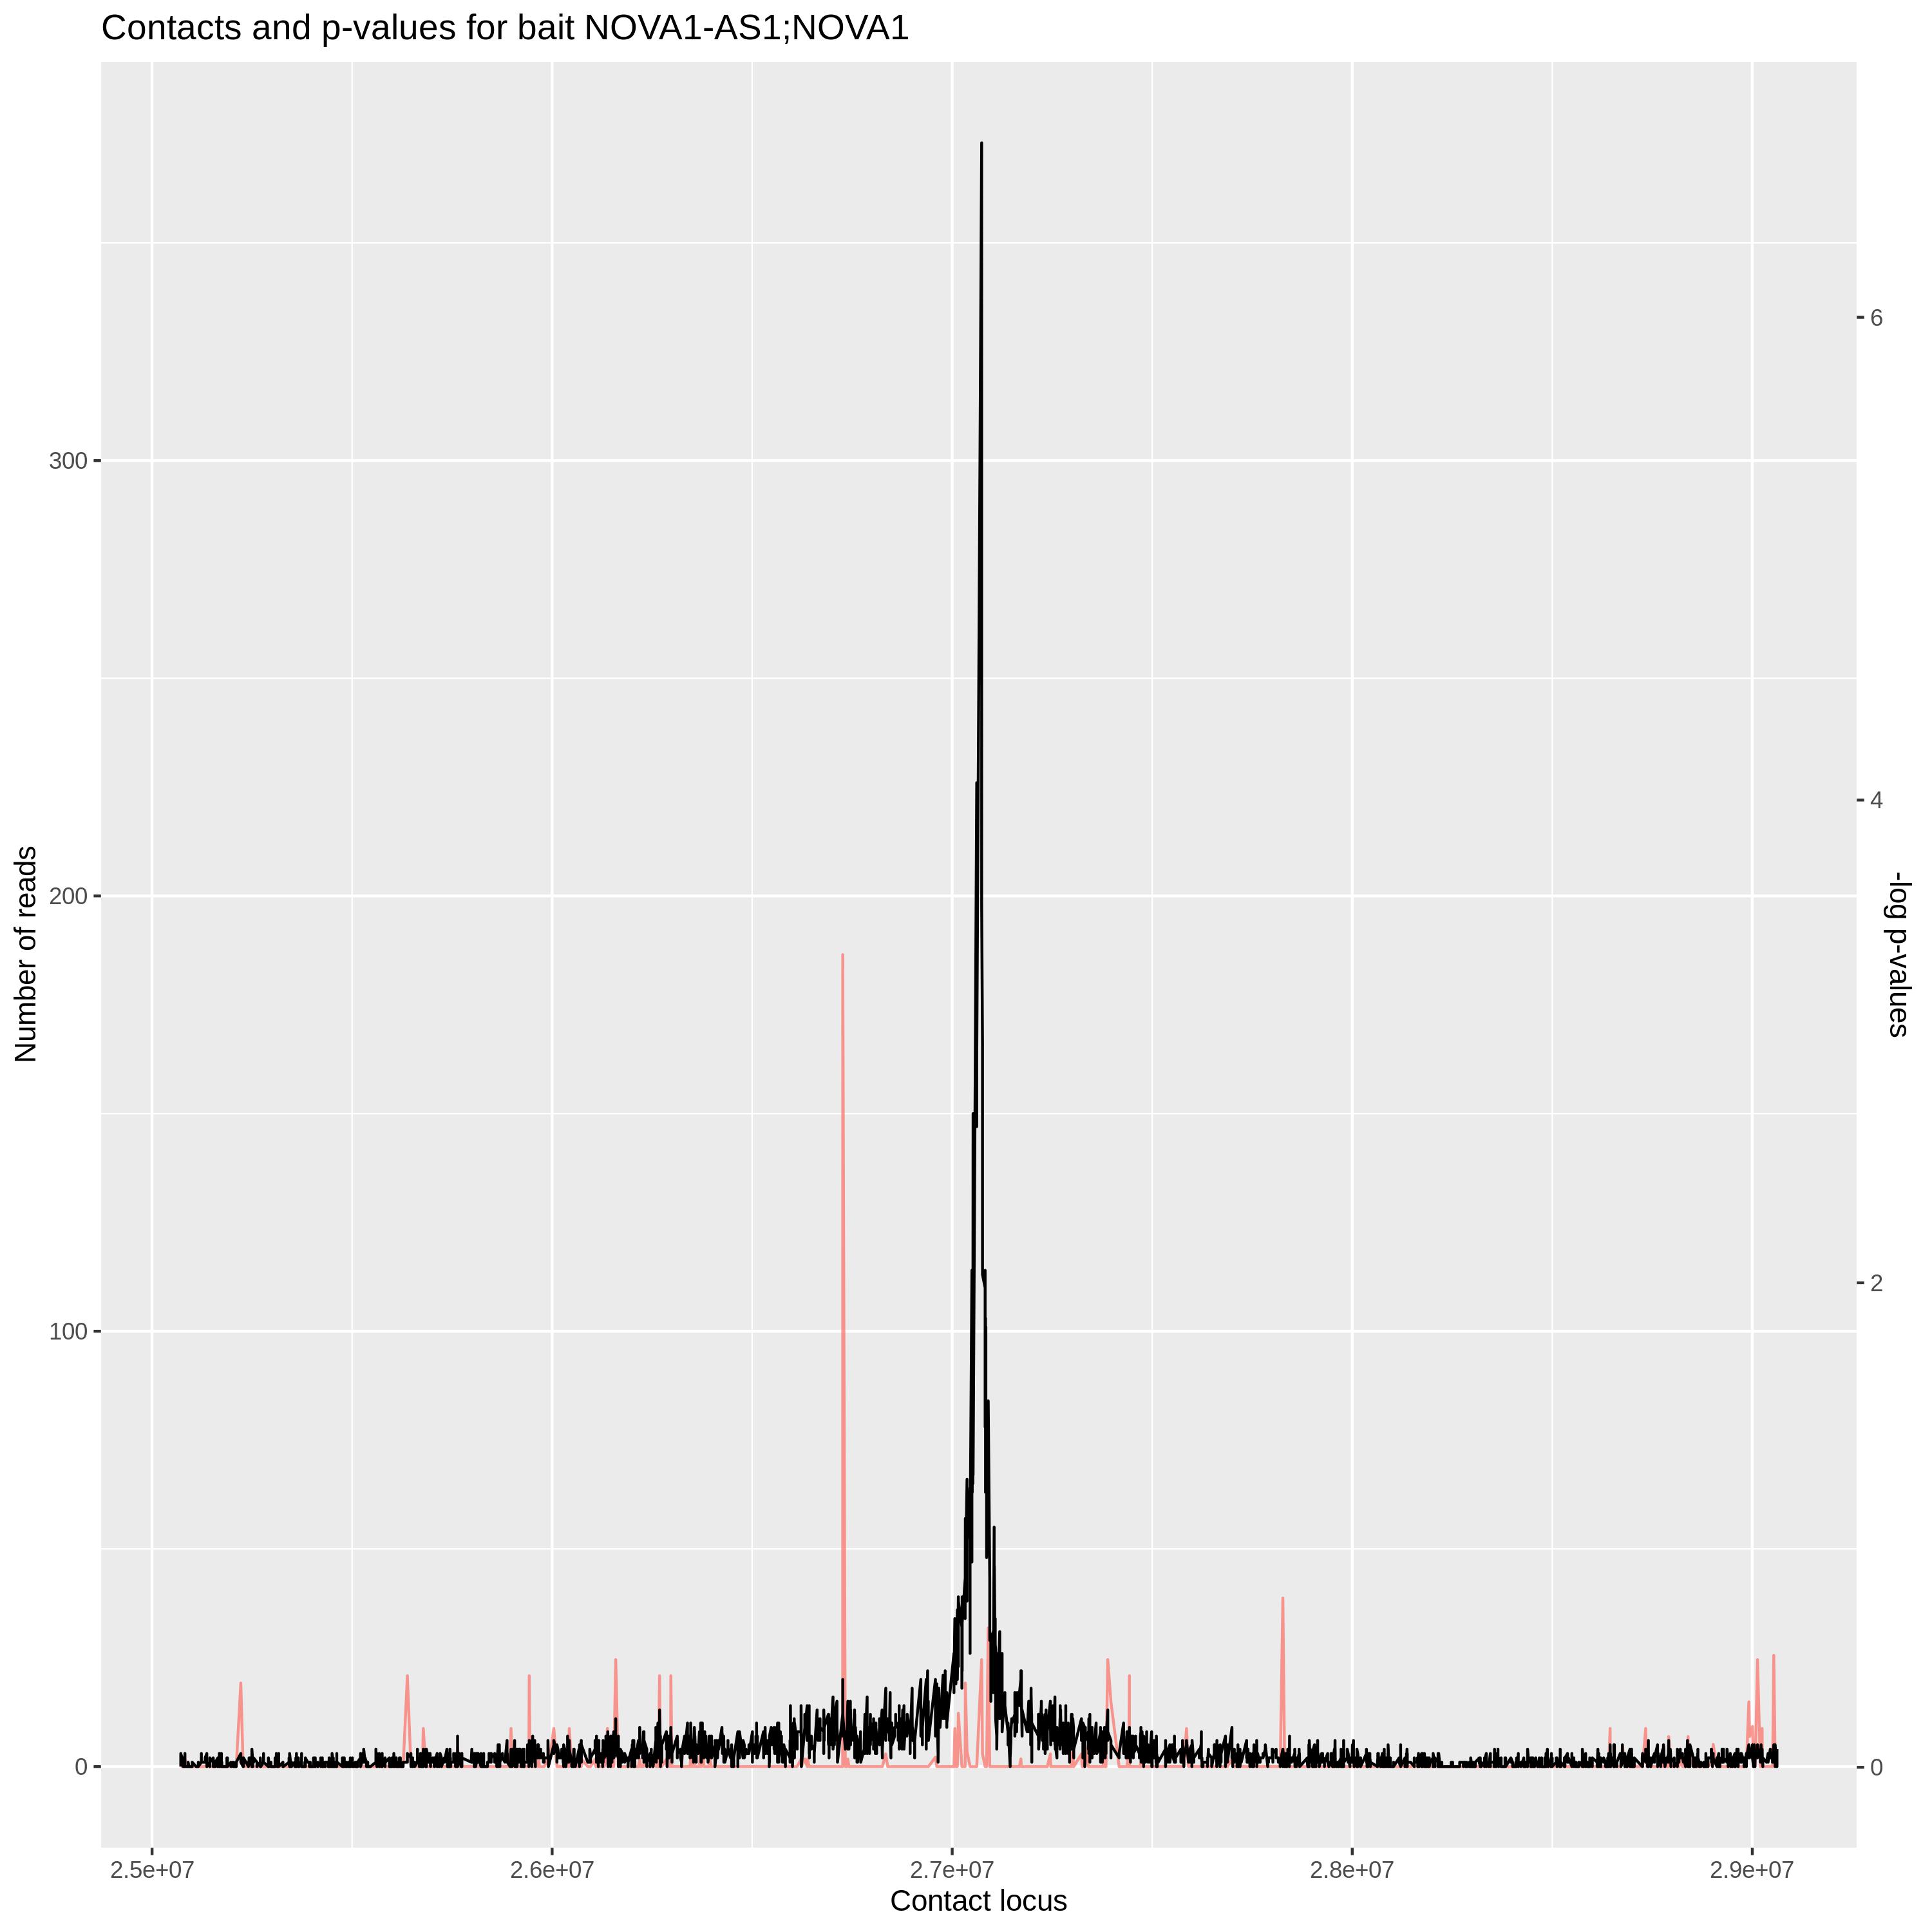 Contacts and p-values for bait NOVA1-AS1;NOVA1
Number of reads
300
200
100
0
6
4
2
0
-log p-values
2.5e+07 2.6e+07 2.7e+07 2.8e+07 2.9e+07
Contact locus